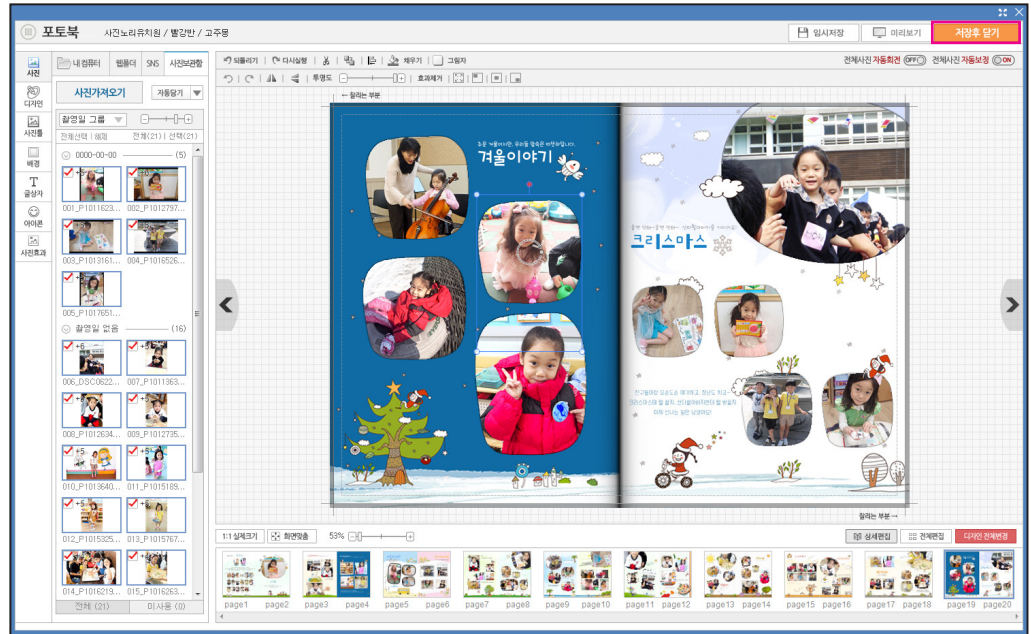 포토북 사진노리유치원 / 빨강반 / 고주몽
임시저장 미리보기 저장후 닫기
사진
디자인
사진틀
배경
글상자
아이콘
사진효과
내컴퓨터 웹폴더 SNS 사진보관함
사진가져오기 자동담기
촬영일 그룹
전체선택 | 해제 전체(21) | 선택(21)
0000-00-00 (5)
001_P1011623... 002_P1012797...
003_P1013161... 004_P1016526...
005_P1017651...
촬영일 없음 (16)
006_DSC0622... 007_P1011363...
008_P1012634... 009_P1012735...
010_P1013640... 011_P1015189...
012_P1015325... 013_P1015767...
014_P1016219... 015_P1016263...
전체 (21) 미사용 (0)
되돌리기 | 다시실행 | 채우기 | 그림자
전체사진 자동회전 OFF 전체사진 자동보정 ON
투명도 효과제거
← 잘리는 부분
겨울이야기
크리스마스
잘리는 부분 →
1:1 실제크기 화면맞춤 53%
상세편집 전체편집 디자인 전체변경
page1 page2 page3 page4 page5 page6 page7 page8 page9 page10 page11 page12 page13 page14 page15 page16 page17 page18 page19 page20